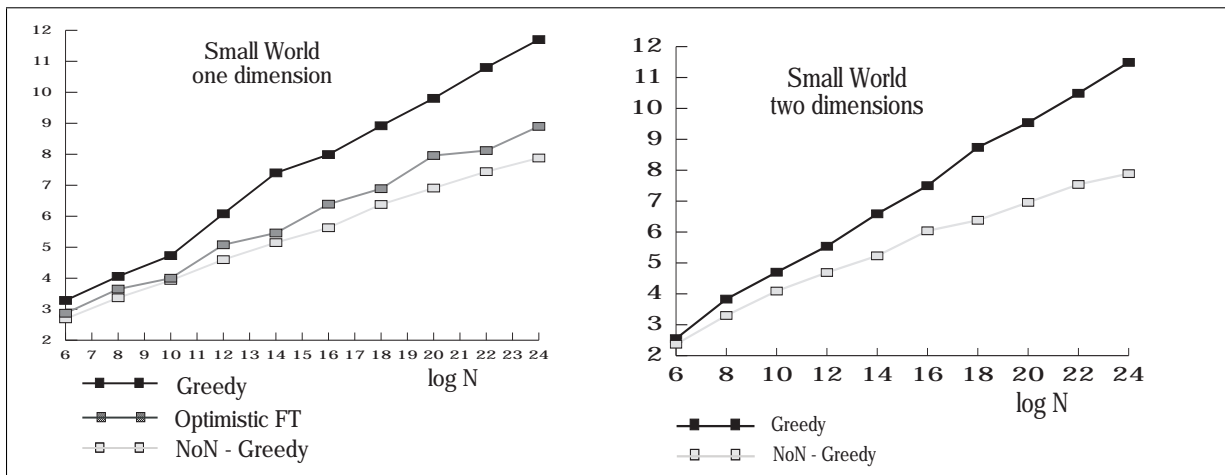 12
11
10
9
8
7
6
5
4
3
2
Small World
one dimension
6 7 8 9 10 11 12 13 14 15 16 17 18 19 20 21 22 23 24
log N
Greedy
Optimistic FT
NoN - Greedy
12
11
10
9
8
7
6
5
4
3
2
Small World
two dimensions
6 8 10 12 14 16 18 20 22 24
log N
Greedy
NoN - Greedy